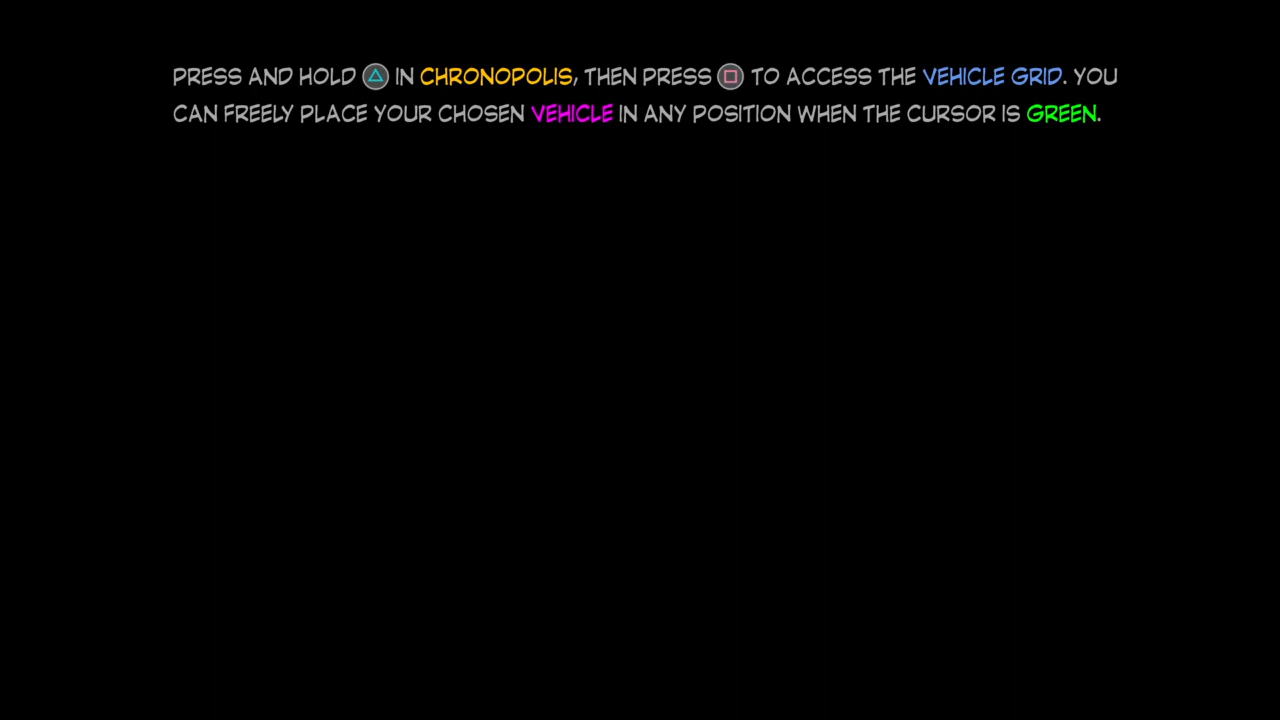 PRESS AND HOLD △ IN CHRONOPOLIS, THEN PRESS □ TO ACCESS THE VEHICLE GRID. YOU
CAN FREELY PLACE YOUR CHOSEN VEHICLE IN ANY POSITION WHEN THE CURSOR IS GREEN.